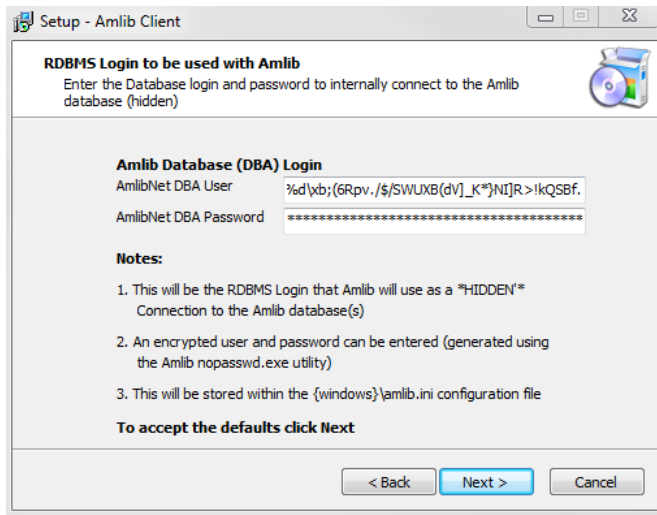 Setup - Amlib Client
RDBMS Login to be used with Amlib
Enter the Database login and password to internally connect to the Amlib
database (hidden)
Amlib Database (DBA) Login
AmlibNet DBA User
¾d\xb;(6Rpv./$/SWUXB(dV]_K*}NI]R>!kQSBf.
AmlibNet DBA Password
****************************************
Notes:
1. This will be the RDBMS Login that Amlib will use as a *HIDDEN'*
Connection to the Amlib database(s)
2. An encrypted user and password can be entered (generated using
the Amlib nopasswd.exe utility)
3. This will be stored within the {windows}\amlib.ini configuration file
To accept the defaults click Next
< Back
Next >
Cancel